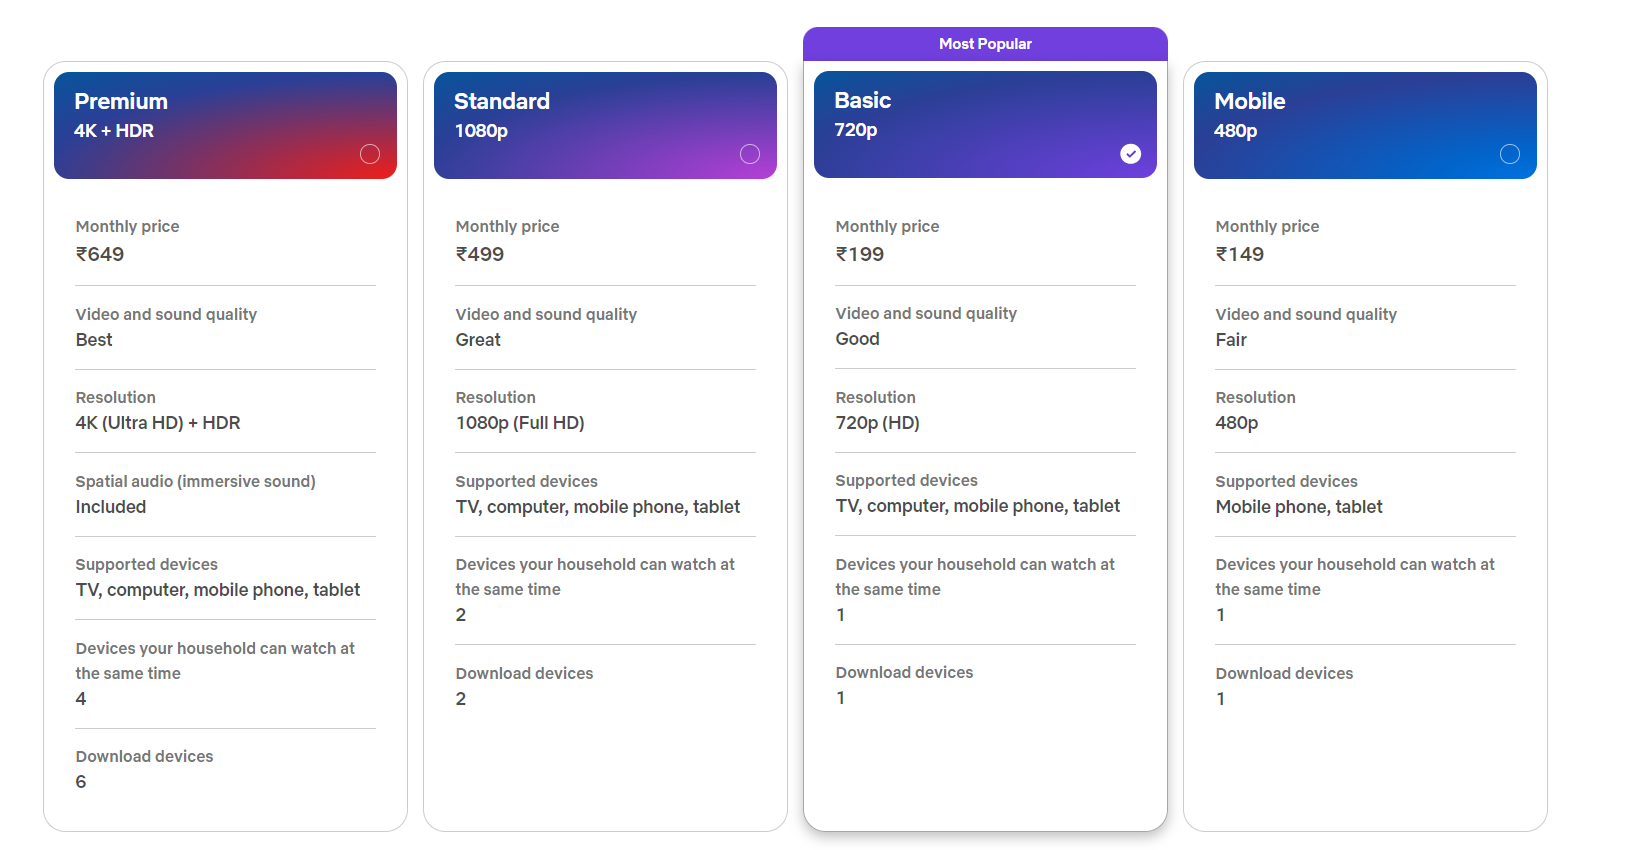 Premium
4K + HDR
Monthly price
₹649
Video and sound quality
Best
Resolution
4K (Ultra HD) + HDR
Spatial audio (immersive sound)
Included
Supported devices
TV, computer, mobile phone, tablet
Devices your household can watch at
the same time
4
Download devices
6
Standard
1080p
Monthly price
₹499
Video and sound quality
Great
Resolution
1080p (Full HD)
Supported devices
TV, computer, mobile phone, tablet
Devices your household can watch at
the same time
2
Download devices
2
Most Popular
Basic
720p
Monthly price
₹199
Video and sound quality
Good
Resolution
720p (HD)
Supported devices
TV, computer, mobile phone, tablet
Devices your household can watch at
the same time
1
Download devices
1
Mobile
480p
Monthly price
₹149
Video and sound quality
Fair
Resolution
480p
Supported devices
Mobile phone, tablet
Devices your household can watch at
the same time
1
Download devices
1